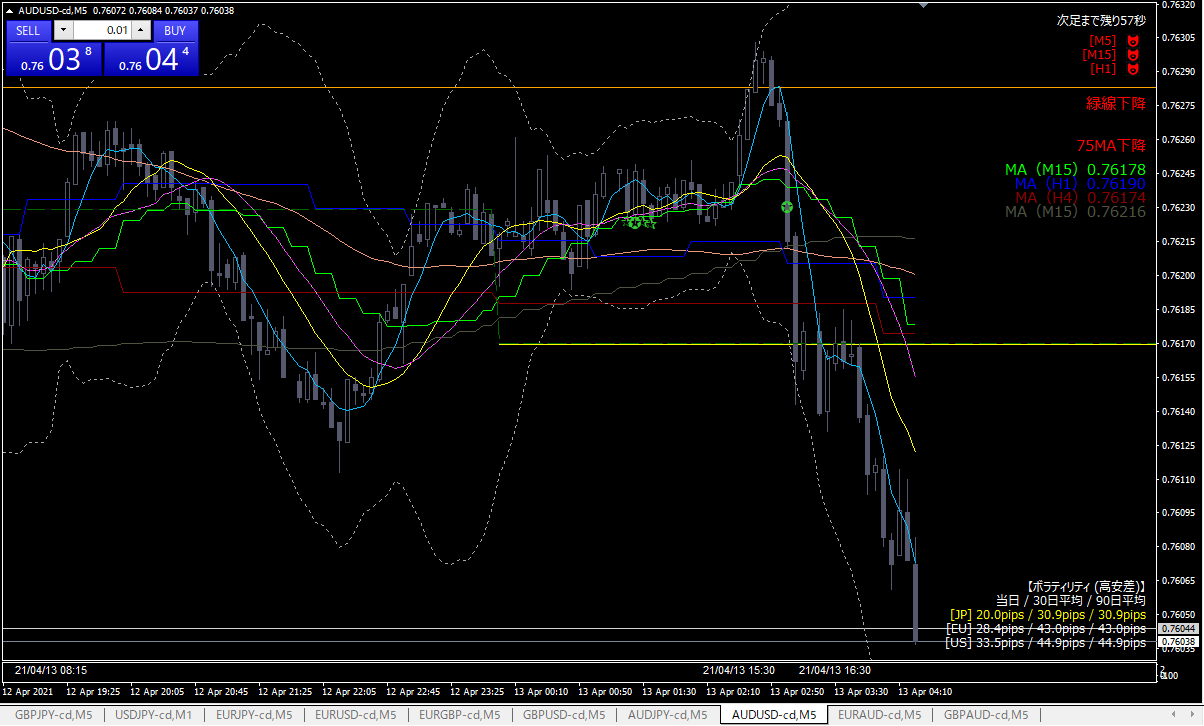 AUDUSD-cd,M5 0.76072 0.76084 0.76037 0.76038
SELL 0.01 BUY
0.76 03 8 0.76 04 4
次足まで残り57秒
[M5]
[M15]
[H1]
緑線下降
75MA下降
MA（M15）0.76178
MA（H1）0.76190
MA（H4）0.76174
MA（M15）0.76216
0.76320
0.76305
0.76290
0.76275
0.76260
0.76245
0.76230
0.76215
0.76200
0.76185
0.76170
0.76155
0.76140
0.76125
0.76110
0.76095
0.76080
0.76065
0.76050
0.76044
0.76038
0.76035
【ボラティリティ（高安差）】
当日 / 30日平均 / 90日平均
[JP] 20.0pips / 30.9pips / 30.9pips
[EU] 28.4pips / 43.0pips / 43.0pips
[US] 33.5pips / 44.9pips / 44.9pips
21/04/13 08:15 21/04/13 15:30 21/04/13 16:30
12 Apr 2021 12 Apr 19:25 12 Apr 20:05 12 Apr 20:45 12 Apr 21:25 12 Apr 22:05 12 Apr 22:45 12 Apr 23:25 13 Apr 00:10 13 Apr 00:50 13 Apr 01:30 13 Apr 02:10 13 Apr 02:50 13 Apr 03:30 13 Apr 04:10
GBPJPY-cd,M5 USDJPY-cd,M1 EURJPY-cd,M5 EURUSD-cd,M5 EURGBP-cd,M5 GBPUSD-cd,M5 AUDJPY-cd,M5 AUDUSD-cd,M5 EURAUD-cd,M5 GBPAUD-cd,M5